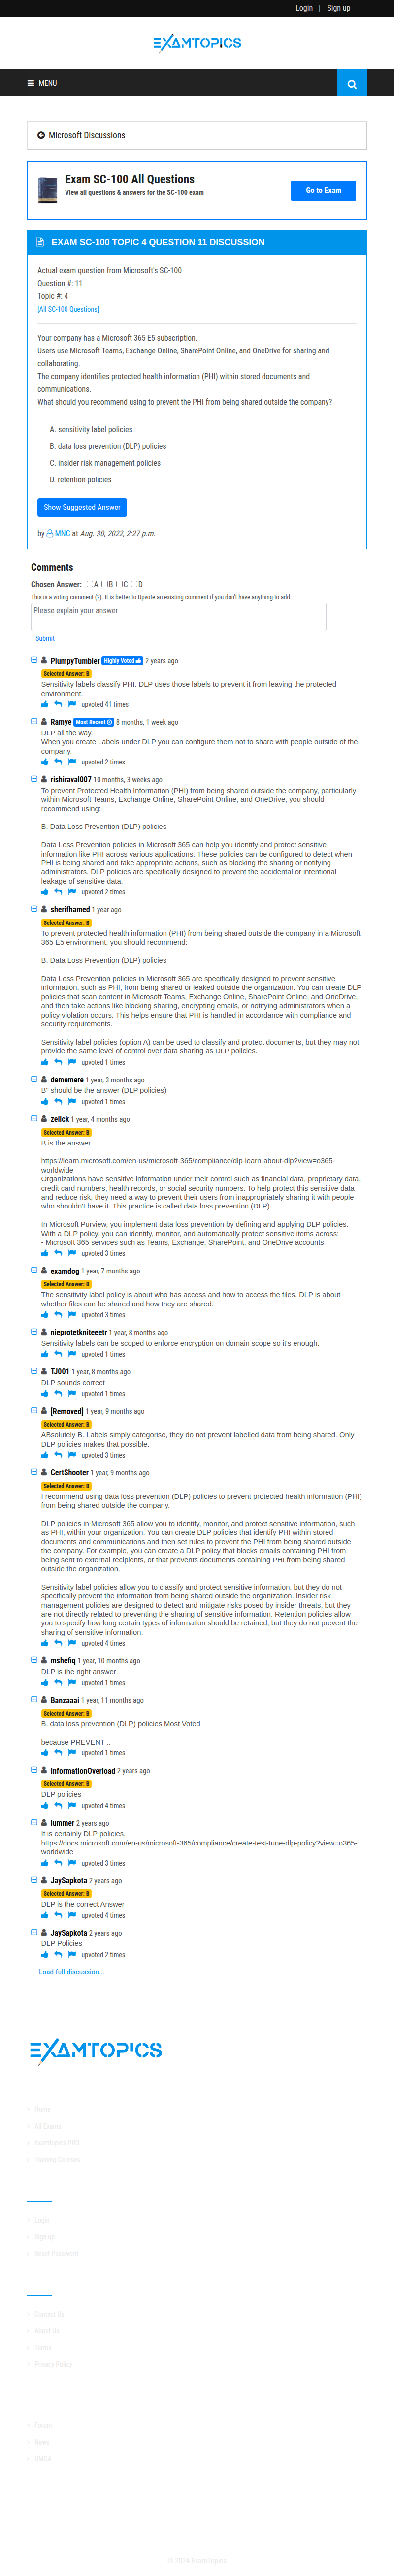 Login | Sign up
EXAMTOPICS
MENU
Microsoft Discussions
Exam SC-100 All Questions
View all questions & answers for the SC-100 exam
Go to Exam
EXAM SC-100 TOPIC 4 QUESTION 11 DISCUSSION
Actual exam question from Microsoft's SC-100
Question #: 11
Topic #: 4
[All SC-100 Questions]
Your company has a Microsoft 365 E5 subscription.
Users use Microsoft Teams, Exchange Online, SharePoint Online, and OneDrive for sharing and
collaborating.
The company identifies protected health information (PHI) within stored documents and
communications.
What should you recommend using to prevent the PHI from being shared outside the company?
A. sensitivity label policies
B. data loss prevention (DLP) policies
C. insider risk management policies
D. retention policies
Show Suggested Answer
by MNC at Aug. 30, 2022, 2:27 p.m.
Comments
Chosen Answer: A B C D
This is a voting comment (?). It is better to Upvote an existing comment if you don't have anything to add.
Please explain your answer
Submit
PlumpyTumbler Highly Voted 2 years ago
Selected Answer: B
Sensitivity labels classify PHI. DLP uses those labels to prevent it from leaving the protected
environment.
upvoted 41 times
Ramye Most Recent 8 months, 1 week ago
DLP all the way.
When you create Labels under DLP you can configure them not to share with people outside of the
company.
upvoted 2 times
rishiraval007 10 months, 3 weeks ago
To prevent Protected Health Information (PHI) from being shared outside the company, particularly
within Microsoft Teams, Exchange Online, SharePoint Online, and OneDrive, you should
recommend using:
B. Data Loss Prevention (DLP) policies
Data Loss Prevention policies in Microsoft 365 can help you identify and protect sensitive
information like PHI across various applications. These policies can be configured to detect when
PHI is being shared and take appropriate actions, such as blocking the sharing or notifying
administrators. DLP policies are specifically designed to prevent the accidental or intentional
leakage of sensitive data.
upvoted 2 times
sherifhamed 1 year ago
Selected Answer: B
To prevent protected health information (PHI) from being shared outside the company in a Microsoft
365 E5 environment, you should recommend:
B. Data Loss Prevention (DLP) policies
Data Loss Prevention policies in Microsoft 365 are specifically designed to prevent sensitive
information, such as PHI, from being shared or leaked outside the organization. You can create DLP
policies that scan content in Microsoft Teams, Exchange Online, SharePoint Online, and OneDrive,
and then take actions like blocking sharing, encrypting emails, or notifying administrators when a
policy violation occurs. This helps ensure that PHI is handled in accordance with compliance and
security requirements.
Sensitivity label policies (option A) can be used to classify and protect documents, but they may not
provide the same level of control over data sharing as DLP policies.
upvoted 1 times
dememere 1 year, 3 months ago
B" should be the answer (DLP policies)
upvoted 1 times
zellck 1 year, 4 months ago
Selected Answer: B
B is the answer.
https://learn.microsoft.com/en-us/microsoft-365/compliance/dlp-learn-about-dlp?view=o365-
worldwide
Organizations have sensitive information under their control such as financial data, proprietary data,
credit card numbers, health records, or social security numbers. To help protect this sensitive data
and reduce risk, they need a way to prevent their users from inappropriately sharing it with people
who shouldn't have it. This practice is called data loss prevention (DLP).
In Microsoft Purview, you implement data loss prevention by defining and applying DLP policies.
With a DLP policy, you can identify, monitor, and automatically protect sensitive items across:
- Microsoft 365 services such as Teams, Exchange, SharePoint, and OneDrive accounts
upvoted 3 times
examdog 1 year, 7 months ago
Selected Answer: B
The sensitivity label policy is about who has access and how to access the files. DLP is about
whether files can be shared and how they are shared.
upvoted 3 times
nieprotetkniteeetr 1 year, 8 months ago
Sensitivity labels can be scoped to enforce encryption on domain scope so it's enough.
upvoted 1 times
TJ001 1 year, 8 months ago
DLP sounds correct
upvoted 1 times
[Removed] 1 year, 9 months ago
Selected Answer: B
ABsolutely B. Labels simply categorise, they do not prevent labelled data from being shared. Only
DLP policies makes that possible.
upvoted 3 times
CertShooter 1 year, 9 months ago
Selected Answer: B
I recommend using data loss prevention (DLP) policies to prevent protected health information (PHI)
from being shared outside the company.
DLP policies in Microsoft 365 allow you to identify, monitor, and protect sensitive information, such
as PHI, within your organization. You can create DLP policies that identify PHI within stored
documents and communications and then set rules to prevent the PHI from being shared outside
the company. For example, you can create a DLP policy that blocks emails containing PHI from
being sent to external recipients, or that prevents documents containing PHI from being shared
outside the organization.
Sensitivity label policies allow you to classify and protect sensitive information, but they do not
specifically prevent the information from being shared outside the organization. Insider risk
management policies are designed to detect and mitigate risks posed by insider threats, but they
are not directly related to preventing the sharing of sensitive information. Retention policies allow
you to specify how long certain types of information should be retained, but they do not prevent the
sharing of sensitive information.
upvoted 4 times
mshefiq 1 year, 10 months ago
DLP is the right answer
upvoted 1 times
Banzaaai 1 year, 11 months ago
Selected Answer: B
B. data loss prevention (DLP) policies Most Voted
because PREVENT ..
upvoted 1 times
InformationOverload 2 years ago
Selected Answer: B
DLP policies
upvoted 4 times
lummer 2 years ago
It is certainly DLP policies.
https://docs.microsoft.com/en-us/microsoft-365/compliance/create-test-tune-dlp-policy?view=o365-
worldwide
upvoted 3 times
JaySapkota 2 years ago
Selected Answer: B
DLP is the correct Answer
upvoted 4 times
JaySapkota 2 years ago
DLP Policies
upvoted 2 times
Load full discussion...
EXAMTOPICS
Home
All Exams
Examtopics PRO
Training Courses
Login
Sign up
Reset Password
Contact Us
About Us
Terms
Privacy Policy
Forum
News
DMCA
© 2024 ExamTopics